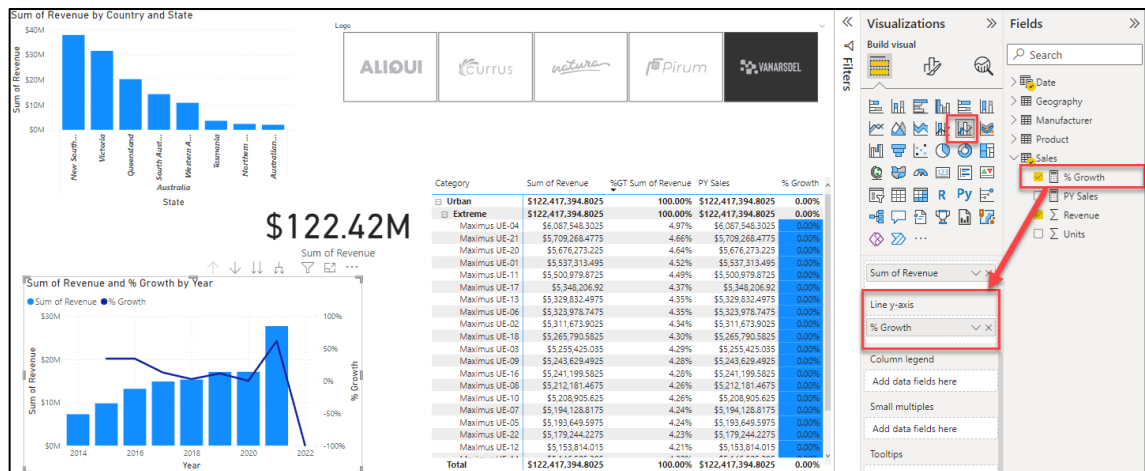 Sum of Revenue by Country and State
$40M
$30M
$20M
$10M
$0M
Sum of Revenue
New South...
Victoria
Queensland
South Aust...
Western A...
Tasmania
Northern ...
Australian...
Australia
State
Logo
ALIQUI
Currus
natura
Pirum
VANARSDEL
$122.42M
Sum of Revenue
Sum of Revenue and % Growth by Year
Sum of Revenue % Growth
$30M
$20M
$10M
$0M
Sum of Revenue
100%
50%
0%
-50%
-100%
% Growth
2014 2016 2018 2020 2022
Year
Category Sum of Revenue %GT Sum of Revenue PY Sales % Growth
Urban $122,417,394.8025 100.00% $122,417,394.8025 0.00%
Extreme $122,417,394.8025 100.00% $122,417,394.8025 0.00%
Maximus UE-04 $6,087,548.3025 4.97% $6,087,548.3025 0.00%
Maximus UE-21 $5,709,268.4775 4.66% $5,709,268.4775 0.00%
Maximus UE-20 $5,676,273.225 4.64% $5,676,273.225 0.00%
Maximus UE-01 $5,537,313.495 4.52% $5,537,313.495 0.00%
Maximus UE-11 $5,500,979.8725 4.49% $5,500,979.8725 0.00%
Maximus UE-17 $5,348,206.92 4.37% $5,348,206.92 0.00%
Maximus UE-13 $5,329,832.4975 4.35% $5,329,832.4975 0.00%
Maximus UE-06 $5,323,978.7475 4.35% $5,323,978.7475 0.00%
Maximus UE-02 $5,311,673.9025 4.34% $5,311,673.9025 0.00%
Maximus UE-18 $5,265,790.5825 4.30% $5,265,790.5825 0.00%
Maximus UE-03 $5,255,425.035 4.29% $5,255,425.035 0.00%
Maximus UE-09 $5,243,629.4925 4.28% $5,243,629.4925 0.00%
Maximus UE-16 $5,241,199.5825 4.28% $5,241,199.5825 0.00%
Maximus UE-08 $5,212,181.4675 4.26% $5,212,181.4675 0.00%
Maximus UE-10 $5,208,905.625 4.26% $5,208,905.625 0.00%
Maximus UE-07 $5,194,128.8175 4.24% $5,194,128.8175 0.00%
Maximus UE-05 $5,193,649.5975 4.24% $5,193,649.5975 0.00%
Maximus UE-22 $5,179,244.2275 4.23% $5,179,244.2275 0.00%
Maximus UE-12 $5,153,814.015 4.21% $5,153,814.015 0.00%
Total $122,417,394.8025 100.00% $122,417,394.8025 0.00%
Filters
Visualizations
Build visual
123
R Py
...
Sum of Revenue
Line y-axis
% Growth
Column legend
Add data fields here
Small multiples
Add data fields here
Tooltips
Fields
Search
Date
Geography
Manufacturer
Product
Sales
% Growth
PY Sales
Revenue
Units